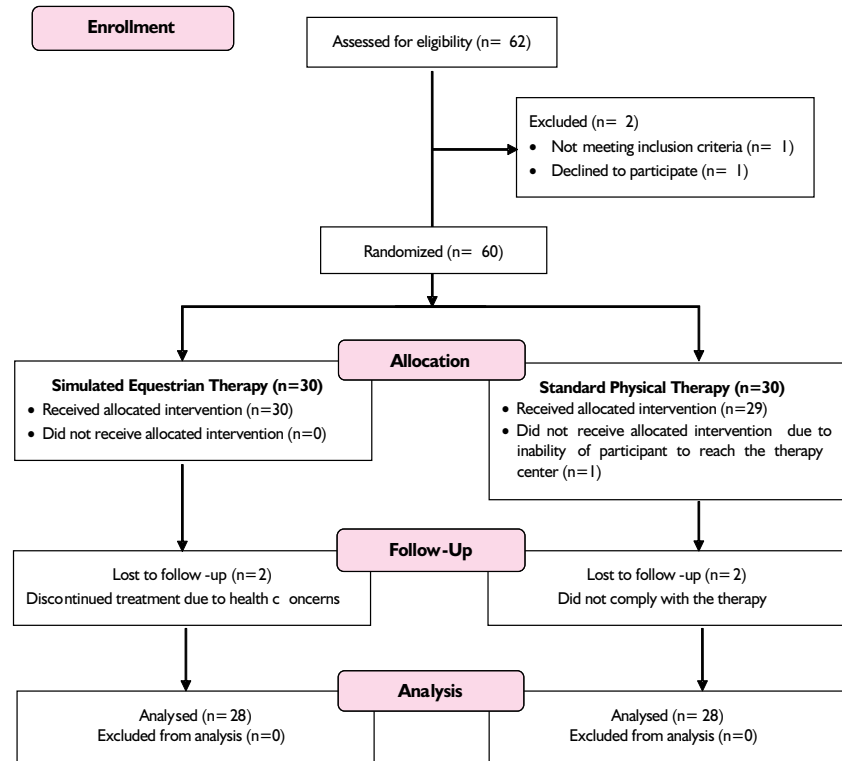 Enrollment
Assessed for eligibility (n= 62)
Excluded (n= 2)
• Not meeting inclusion criteria (n= 1)
• Declined to participate (n= 1)
Randomized (n= 60)
Allocation
Simulated Equestrian Therapy (n=30)
• Received allocated intervention (n=30)
• Did not receive allocated intervention (n=0)
Standard Physical Therapy (n=30)
• Received allocated intervention (n=29)
• Did not receive allocated intervention due to
inability of participant to reach the therapy
center (n=1)
Follow-Up
Lost to follow -up (n=2)
Discontinued treatment due to health c oncerns
Lost to follow -up (n=2)
Did not comply with the therapy
Analysis
Analysed (n=28)
Excluded from analysis (n=0)
Analysed (n= 28)
Excluded from analysis (n=0)